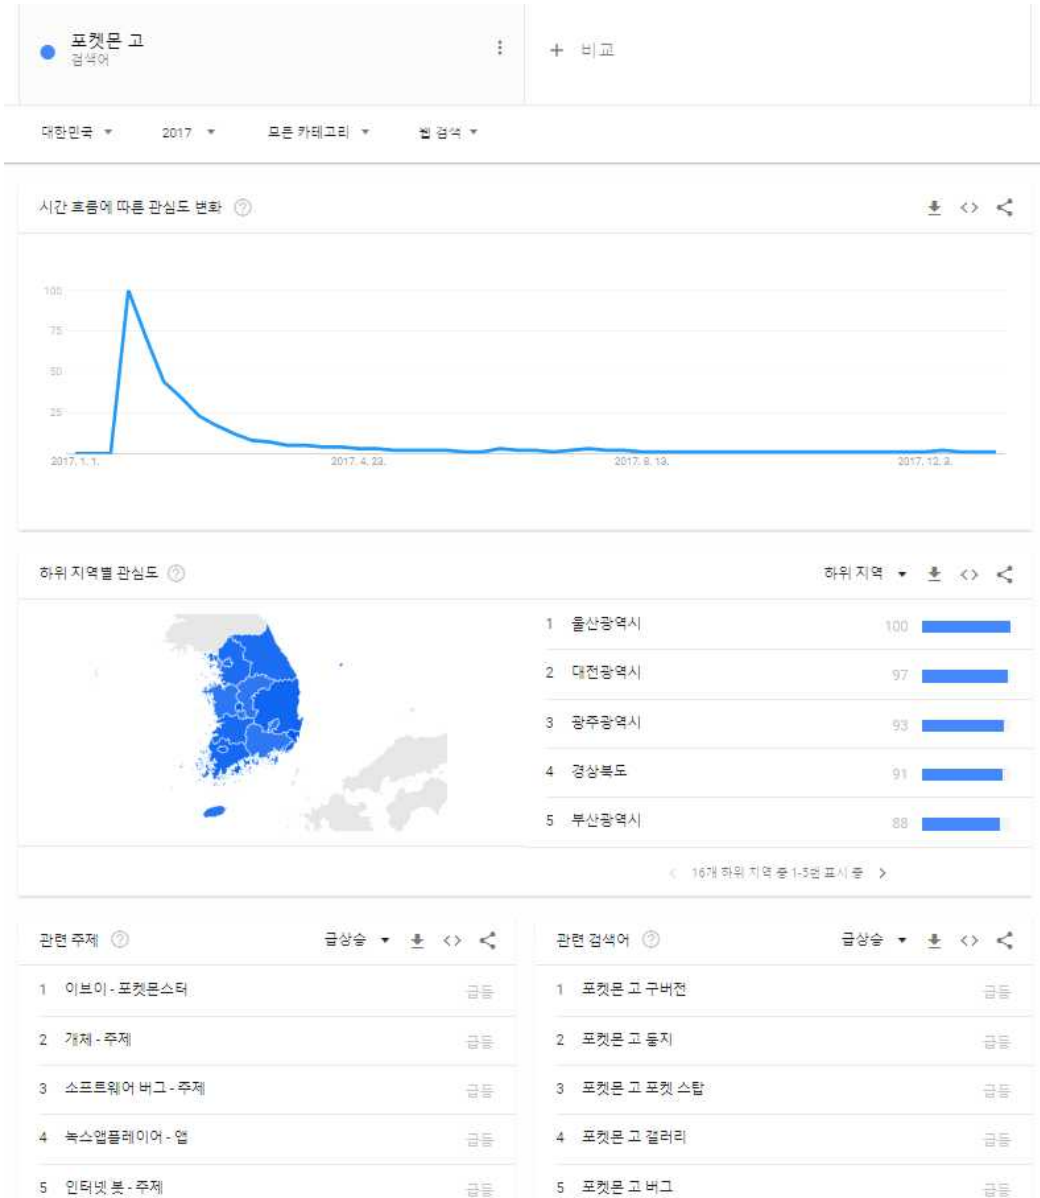 포켓몬 고
검색어
+ 비교
대한민국 2017 모든 카테고리 웹 검색
시간 흐름에 따른 관심도 변화
100
75
50
25
2017. 1. 1. 2017. 4. 23. 2017. 8. 13. 2017. 12. 3.
하위 지역별 관심도 하위 지역
1 울산광역시 100
2 대전광역시 97
3 광주광역시 93
4 경상북도 91
5 부산광역시 88
16개 하위 지역 중 1-5번 표시 중
관련 주제 급상승
1 이브이 - 포켓몬스터 급등
2 개체 - 주제 급등
3 소프트웨어 버그 - 주제 급등
4 녹스앱플레이어 - 앱 급등
5 인터넷 봇 - 주제 급등
관련 검색어 급상승
1 포켓몬 고 구버전 급등
2 포켓몬 고 둥지 급등
3 포켓몬 고 포켓 스탑 급등
4 포켓몬 고 갤러리 급등
5 포켓몬 고 버그 급등